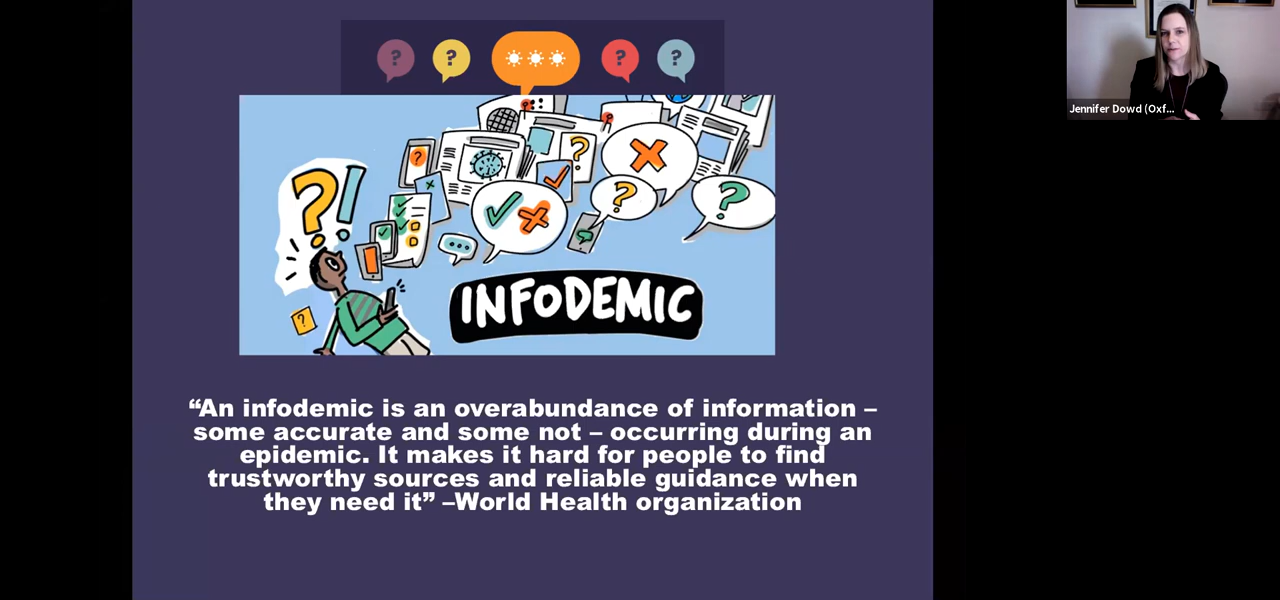 ? ? ? ?
? !
?
?
?
?
?
INFODEMIC
“An infodemic is an overabundance of information –
some accurate and some not – occurring during an
epidemic. It makes it hard for people to find
trustworthy sources and reliable guidance when
they need it” –World Health organization
Jennifer Dowd (Oxf...